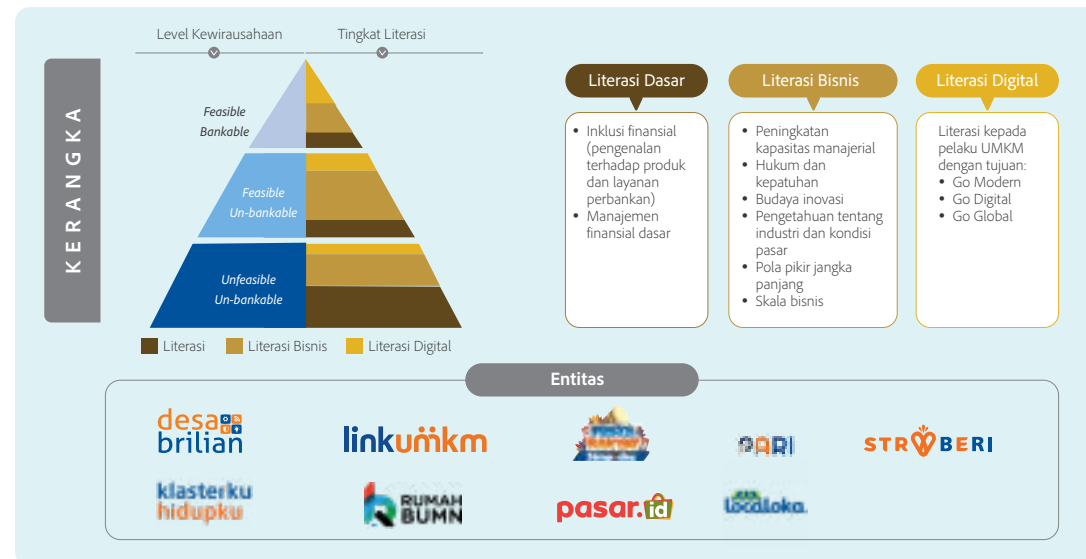 Level Kewirausahaan
Tingkat Literasi
KERANGKA
Feasible
Bankable
Feasible
Un-bankable
Unfeasible
Un-bankable
Literasi
Literasi Bisnis
Literasi Digital
Literasi Dasar
• Inklusi finansial
(pengenalan
terhadap produk
dan layanan
perbankan)
• Manajemen
finansial dasar
Literasi Bisnis
• Peningkatan
kapasitas manajerial
• Hukum dan
kepatuhan
• Budaya inovasi
• Pengetahuan tentang
industri dan kondisi
pasar
• Pola pikir jangka
panjang
• Skala bisnis
Literasi Digital
Literasi kepada
pelaku UMKM
dengan tujuan:
• Go Modern
• Go Digital
• Go Global
Entitas
desa
brilian
linkumkm
PARI
STROBERI
klasterku
hidupku
RUMAH
BUMN
pasar.id
localoka